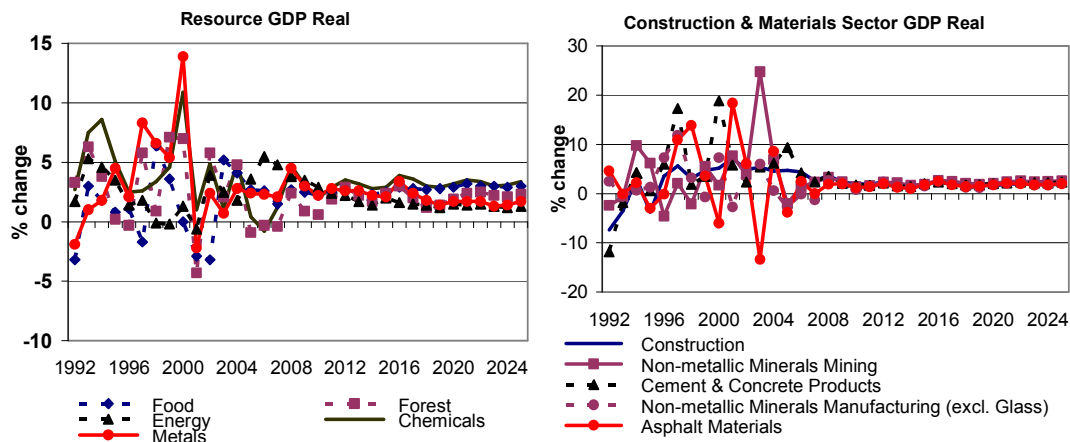 Resource GDP Real
15
10
5
0
-5
-10
% change
1992 1996 2000 2004 2008 2012 2016 2020 2024
Food
Forest
Energy
Chemicals
Metals
Construction & Materials Sector GDP Real
30
20
10
0
-10
-20
% change
1992 1996 2000 2004 2008 2012 2016 2020 2024
Construction
Non-metallic Minerals Mining
Cement & Concrete Products
Non-metallic Minerals Manufacturing (excl. Glass)
Asphalt Materials